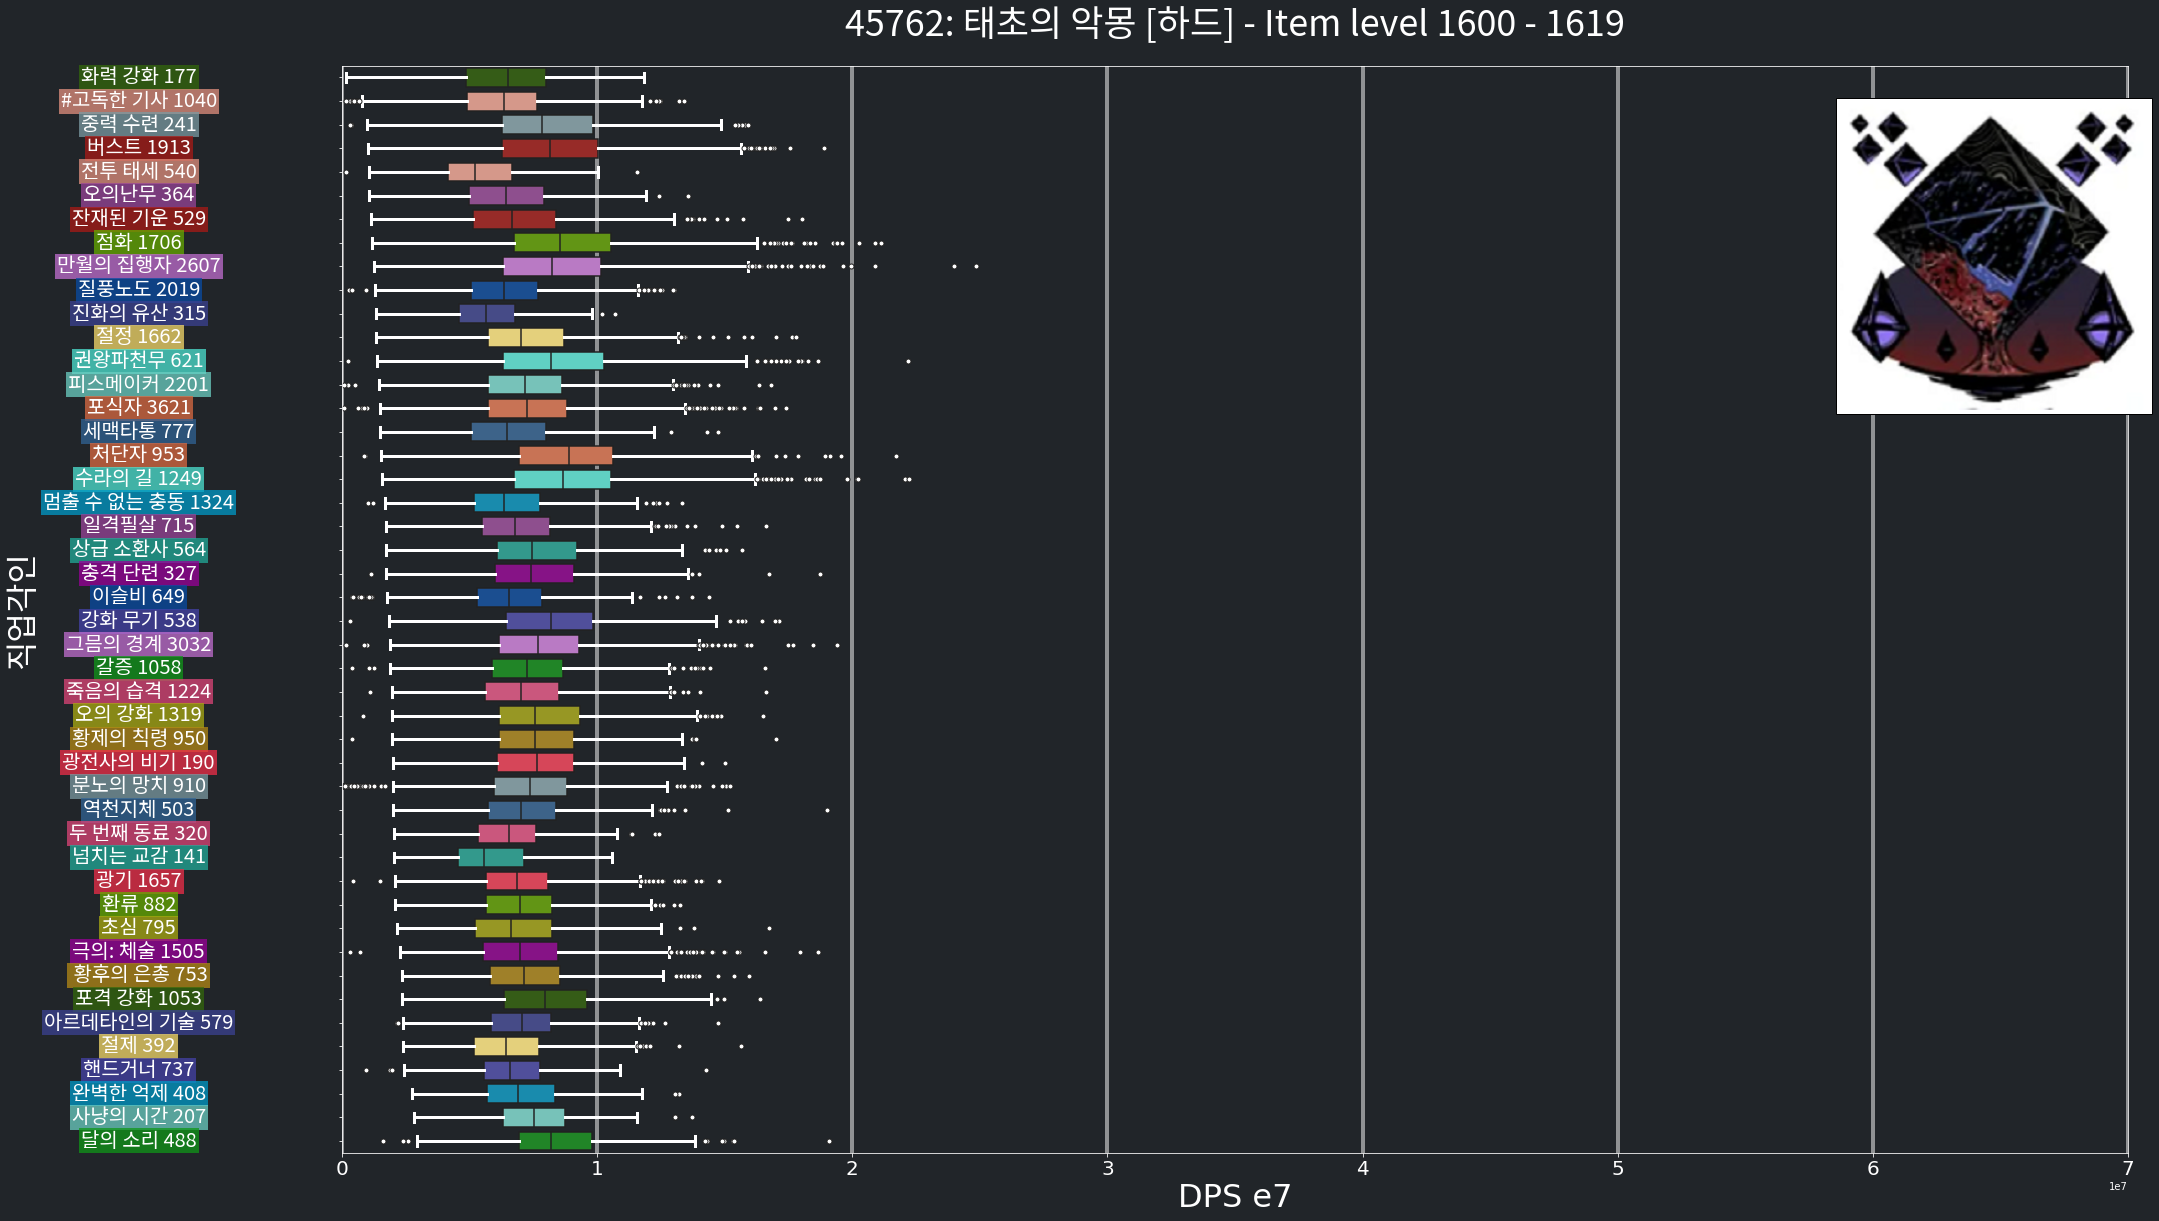 45762: 태초의 악몽 [하드] - Item level 1600 - 1619
직업각인
화력 강화 177
#고독한 기사 1040
중력 수련 241
버스트 1913
전투 태세 540
오의난무 364
잔재된 기운 529
점화 1706
만월의 집행자 2607
질풍노도 2019
진화의 유산 315
절정 1662
권왕파천무 621
피스메이커 2201
포식자 3621
세맥타통 777
처단자 953
수라의 길 1249
멈출 수 없는 충동 1324
일격필살 715
상급 소환사 564
충격 단련 327
이슬비 649
강화 무기 538
그믐의 경계 3032
갈증 1058
죽음의 습격 1224
오의 강화 1319
황제의 칙령 950
광전사의 비기 190
분노의 망치 910
역천지체 503
두 번째 동료 320
넘치는 교감 141
광기 1657
환류 882
초심 795
극의: 체술 1505
황후의 은총 753
포격 강화 1053
아르데타인의 기술 579
절제 392
핸드거너 737
완벽한 억제 408
사냥의 시간 207
달의 소리 488
0 1 2 3 4 5 6 7
1e7
DPS e7